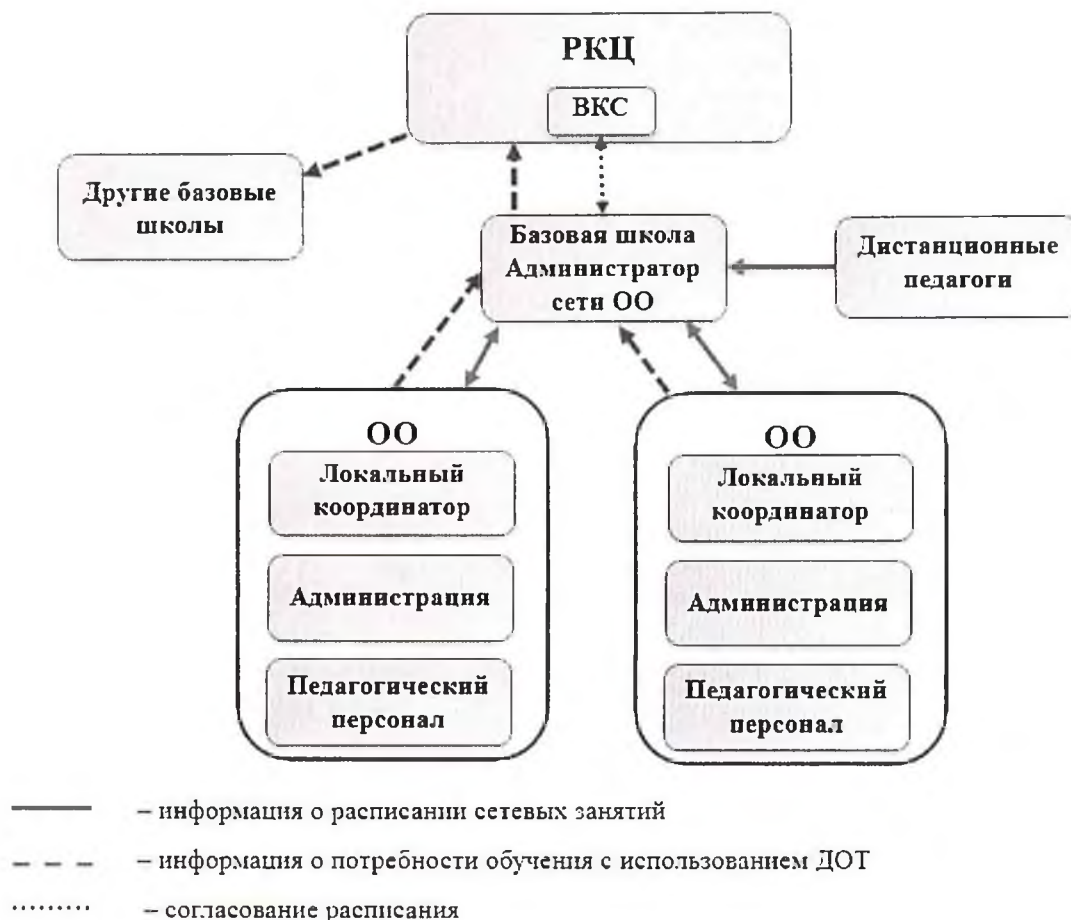 РКЦ
ВКС
Другие базовые
школы
Базовая школа
Администратор
сети ОО
Дистанционные
педагоги
ОО
Локальный
координатор
Администрация
Педагогический
персонал
ОО
Локальный
координатор
Администрация
Педагогический
персонал
– информация о расписании сетевых занятий
– информация о потребности обучения с использованием ДОТ
– согласование расписания